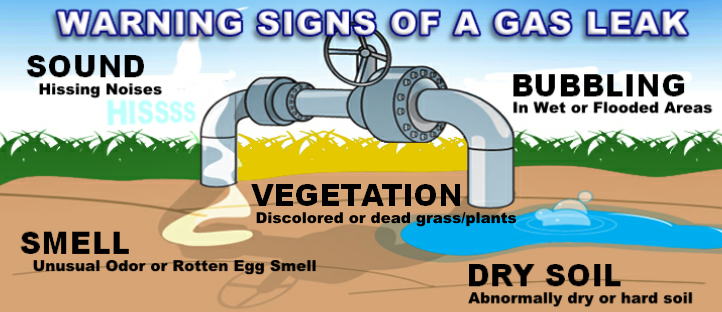 WARNING SIGNS OF A GAS LEAK
SOUND
Hissing Noises
HISSSS
BUBBLING
In Wet or Flooded Areas
VEGETATION
Discolored or dead grass/plants
SMELL
Unusual Odor or Rotten Egg Smell
DRY SOIL
Abnormally dry or hard soil